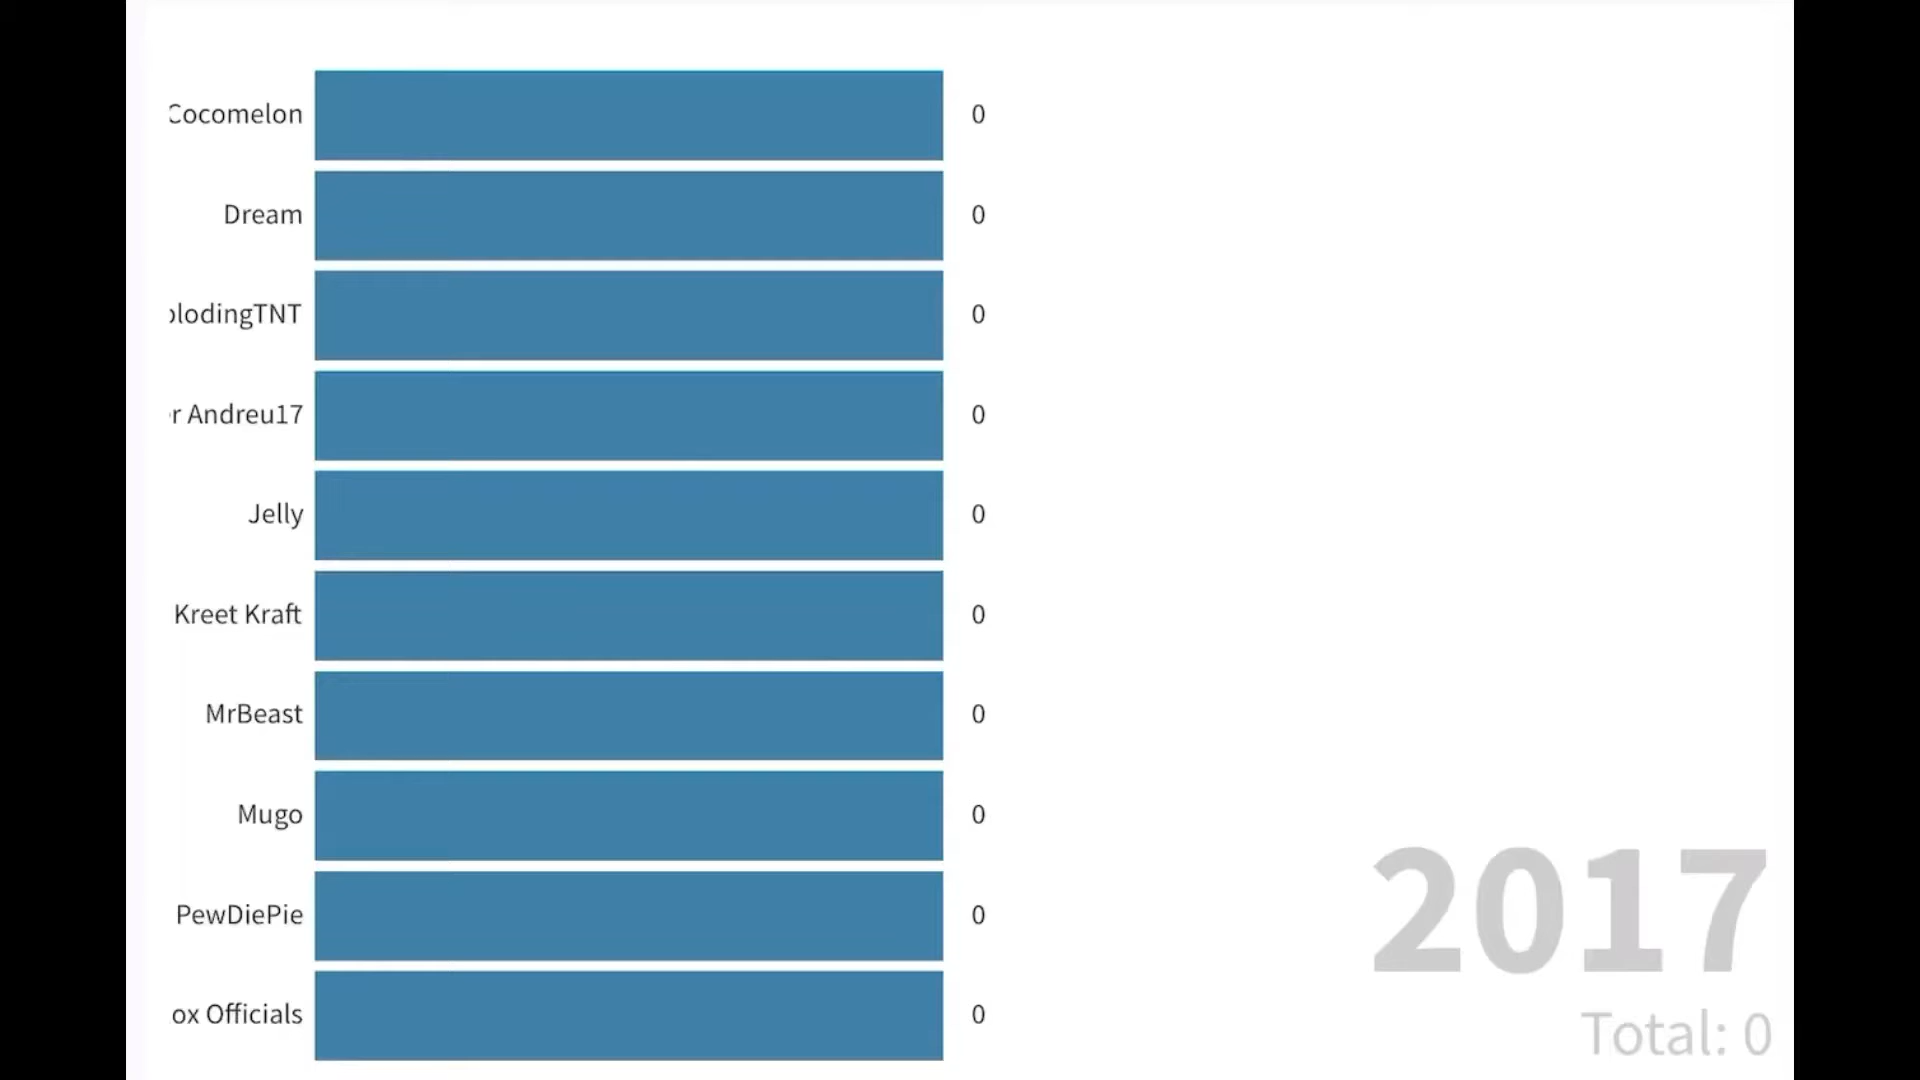 Cocomelon 0
Dream 0
plodingTNT 0
r Andreu17 0
Jelly 0
Kreet Kraft 0
MrBeast 0
Mugo 0
PewDiePie 0
ox Officials 0
2017
Total: 0